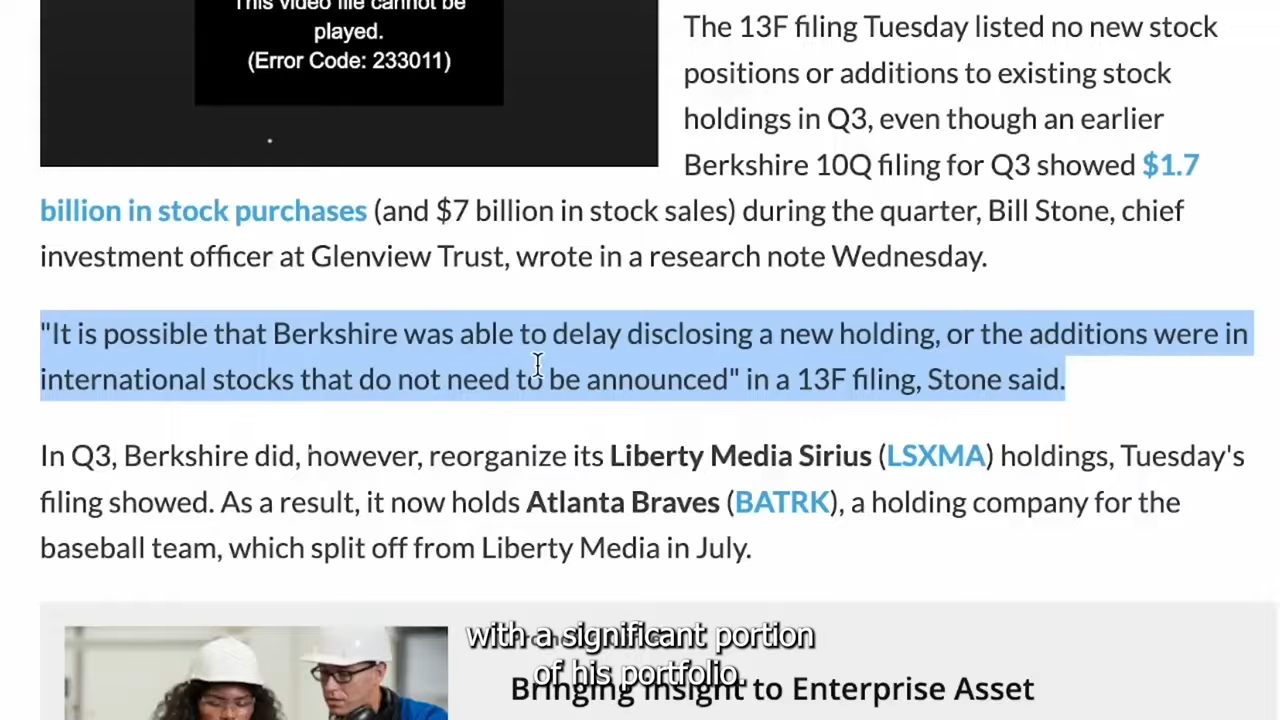 This video file cannot be
played.
(Error Code: 233011)
The 13F filing Tuesday listed no new stock
positions or additions to existing stock
holdings in Q3, even though an earlier
Berkshire 10Q filing for Q3 showed $1.7
billion in stock purchases (and $7 billion in stock sales) during the quarter, Bill Stone, chief
investment officer at Glenview Trust, wrote in a research note Wednesday.
"It is possible that Berkshire was able to delay disclosing a new holding, or the additions were in
international stocks that do not need to be announced" in a 13F filing, Stone said.
In Q3, Berkshire did, however, reorganize its Liberty Media Sirius (LSXMA) holdings, Tuesday's
filing showed. As a result, it now holds Atlanta Braves (BATRK), a holding company for the
baseball team, which split off from Liberty Media in July.
with a significant portion
of his portfolio.
Bringing Insight to Enterprise Asset